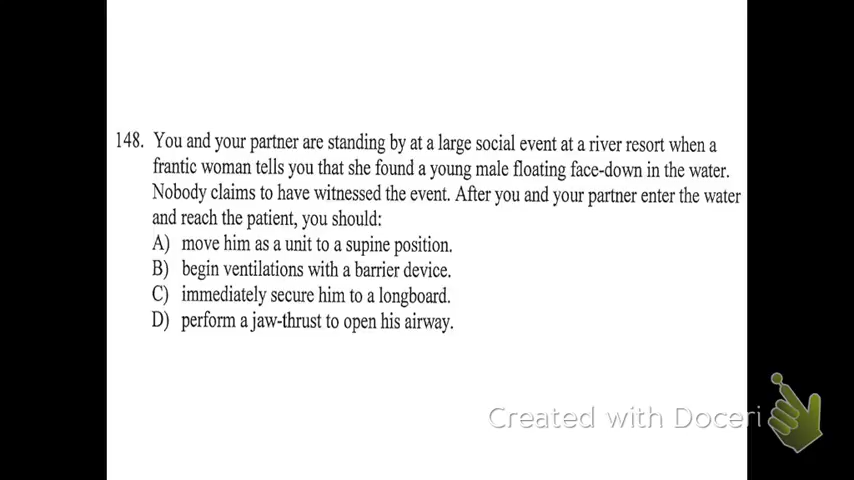 148. You and your partner are standing by at a large social event at a river resort when a
frantic woman tells you that she found a young male floating face-down in the water.
Nobody claims to have witnessed the event. After you and your partner enter the water
and reach the patient, you should:
A) move him as a unit to a supine position.
B) begin ventilations with a barrier device.
C) immediately secure him to a longboard.
D) perform a jaw-thrust to open his airway.
Created with Doceri